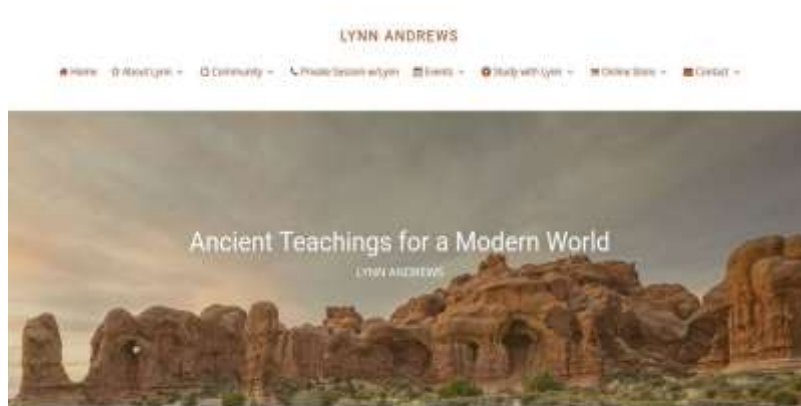 LYNN ANDREWS
Home About Lynn Community Private Session w/Lynn Events Study with Lynn Online Store Contact
Ancient Teachings for a Modern World
LYNN ANDREWS